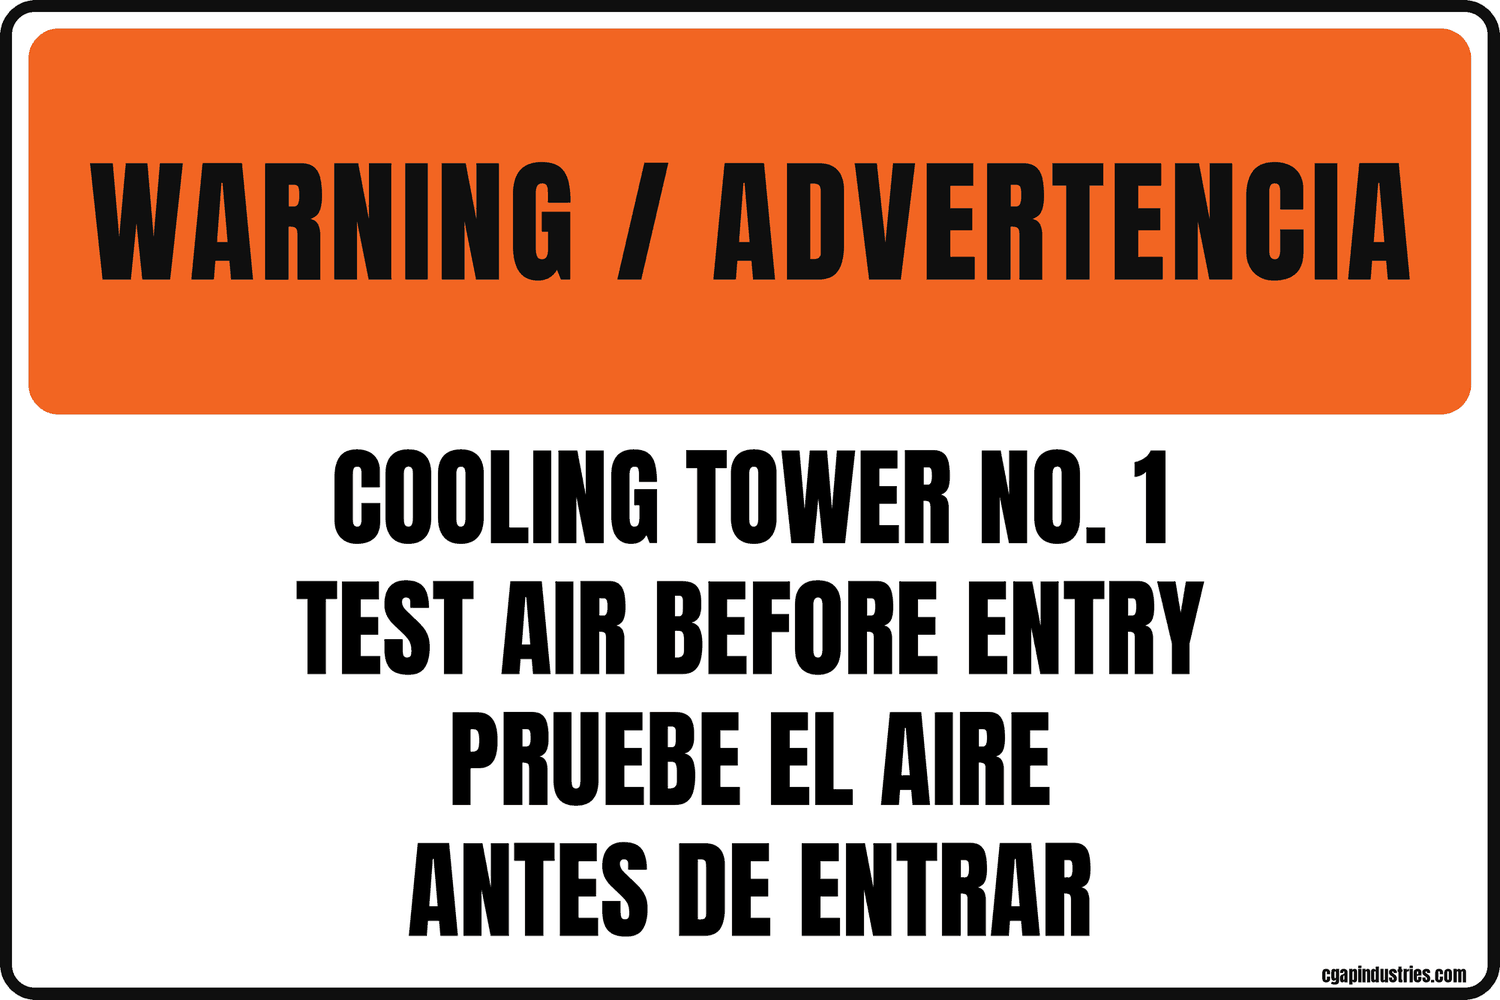 WARNING / ADVERTENCIA
COOLING TOWER NO. 1
TEST AIR BEFORE ENTRY
PRUEBE EL AIRE
ANTES DE ENTRAR
cgapindustries.com